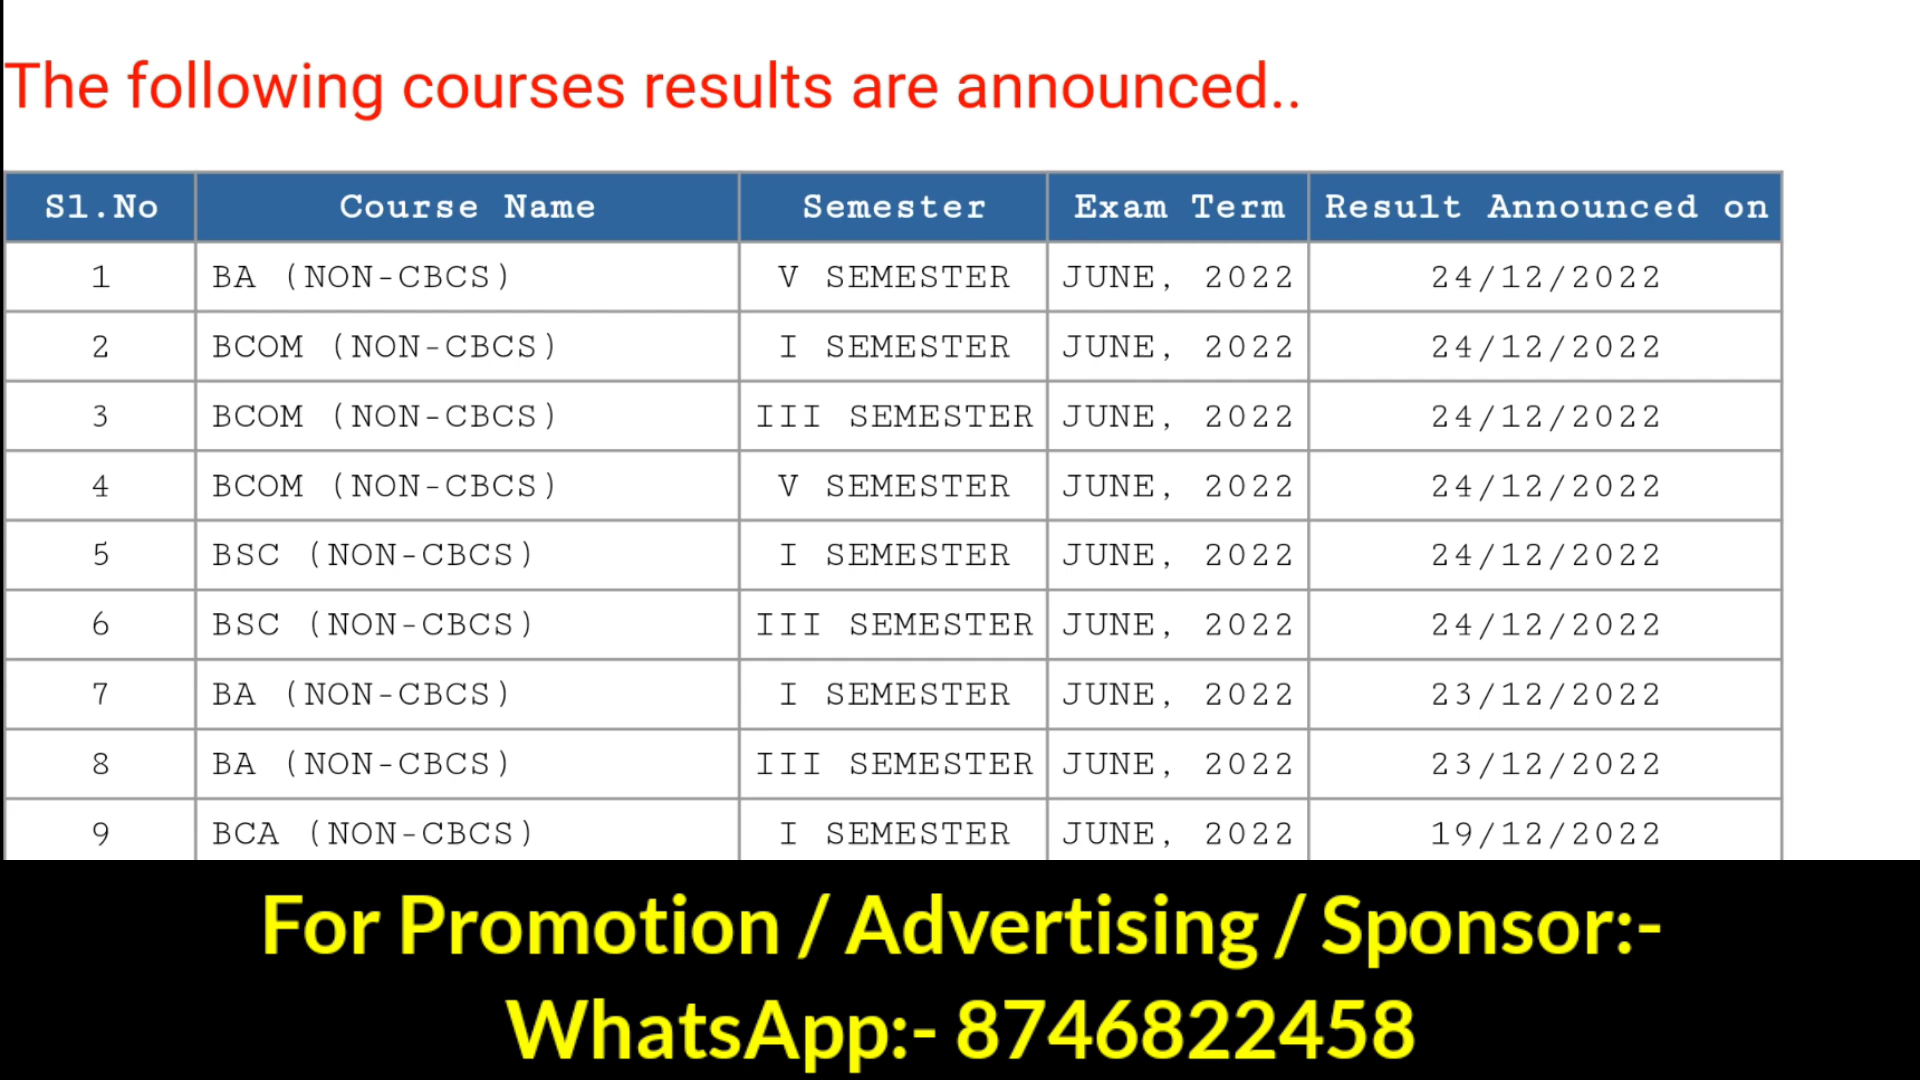 The following courses results are announced..
Sl.No Course Name Semester Exam Term Result Announced on
1 BA (NON-CBCS) V SEMESTER JUNE, 2022 24/12/2022
2 BCOM (NON-CBCS) I SEMESTER JUNE, 2022 24/12/2022
3 BCOM (NON-CBCS) III SEMESTER JUNE, 2022 24/12/2022
4 BCOM (NON-CBCS) V SEMESTER JUNE, 2022 24/12/2022
5 BSC (NON-CBCS) I SEMESTER JUNE, 2022 24/12/2022
6 BSC (NON-CBCS) III SEMESTER JUNE, 2022 24/12/2022
7 BA (NON-CBCS) I SEMESTER JUNE, 2022 23/12/2022
8 BA (NON-CBCS) III SEMESTER JUNE, 2022 23/12/2022
9 BCA (NON-CBCS) I SEMESTER JUNE, 2022 19/12/2022
For Promotion / Advertising / Sponsor:-
WhatsApp:- 8746822458